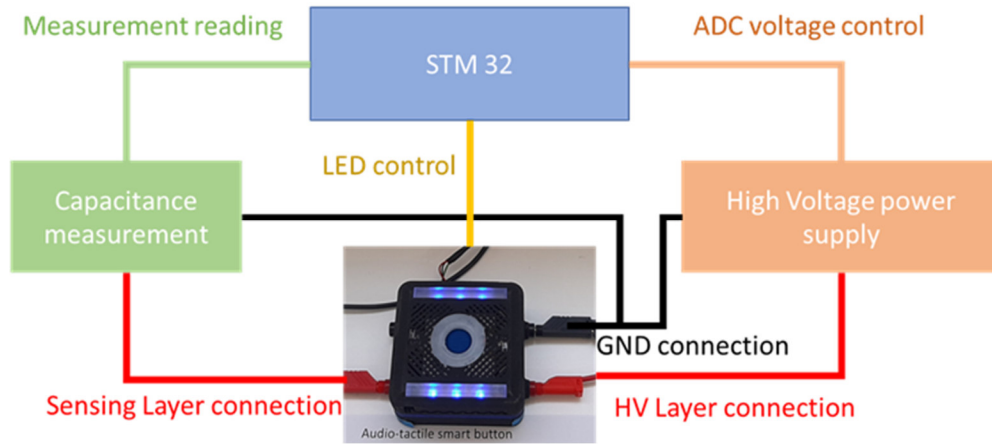 Measurement reading
STM 32
ADC voltage control
LED control
Capacitance
measurement
High Voltage power
supply
GND connection
Sensing Layer connection
HV Layer connection
Audio-tactile smart button